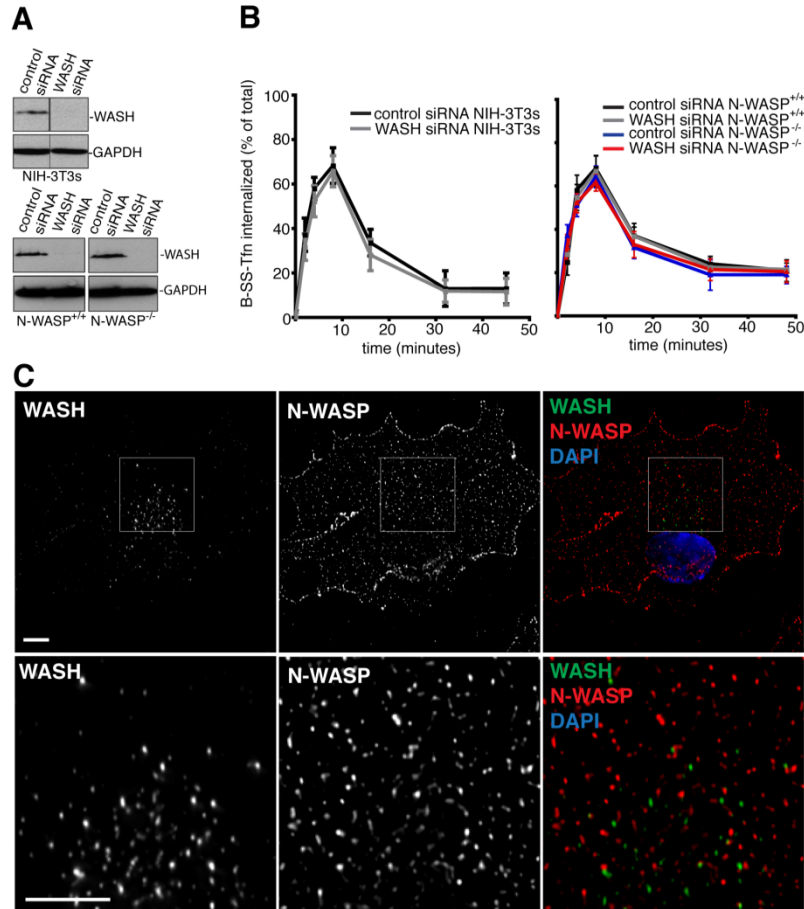 A
control
siRNA
WASH
siRNA
-WASH
-GAPDH
NIH-3T3s
control
siRNA
WASH
siRNA
control
siRNA
WASH
siRNA
-WASH
-GAPDH
N-WASP+/+
N-WASP-/-
B
B-SS-Tfn internalized (% of total)
100
80
60
40
20
0
10
20
30
40
50
time (minutes)
control siRNA NIH-3T3s
WASH siRNA NIH-3T3s
10
20
30
40
50
time (minutes)
control siRNA N-WASP+/+
WASH siRNA N-WASP+/+
control siRNA N-WASP-/-
WASH siRNA N-WASP-/-
C
WASH
N-WASP
WASH
N-WASP
DAPI
WASH
N-WASP
WASH
N-WASP
DAPI